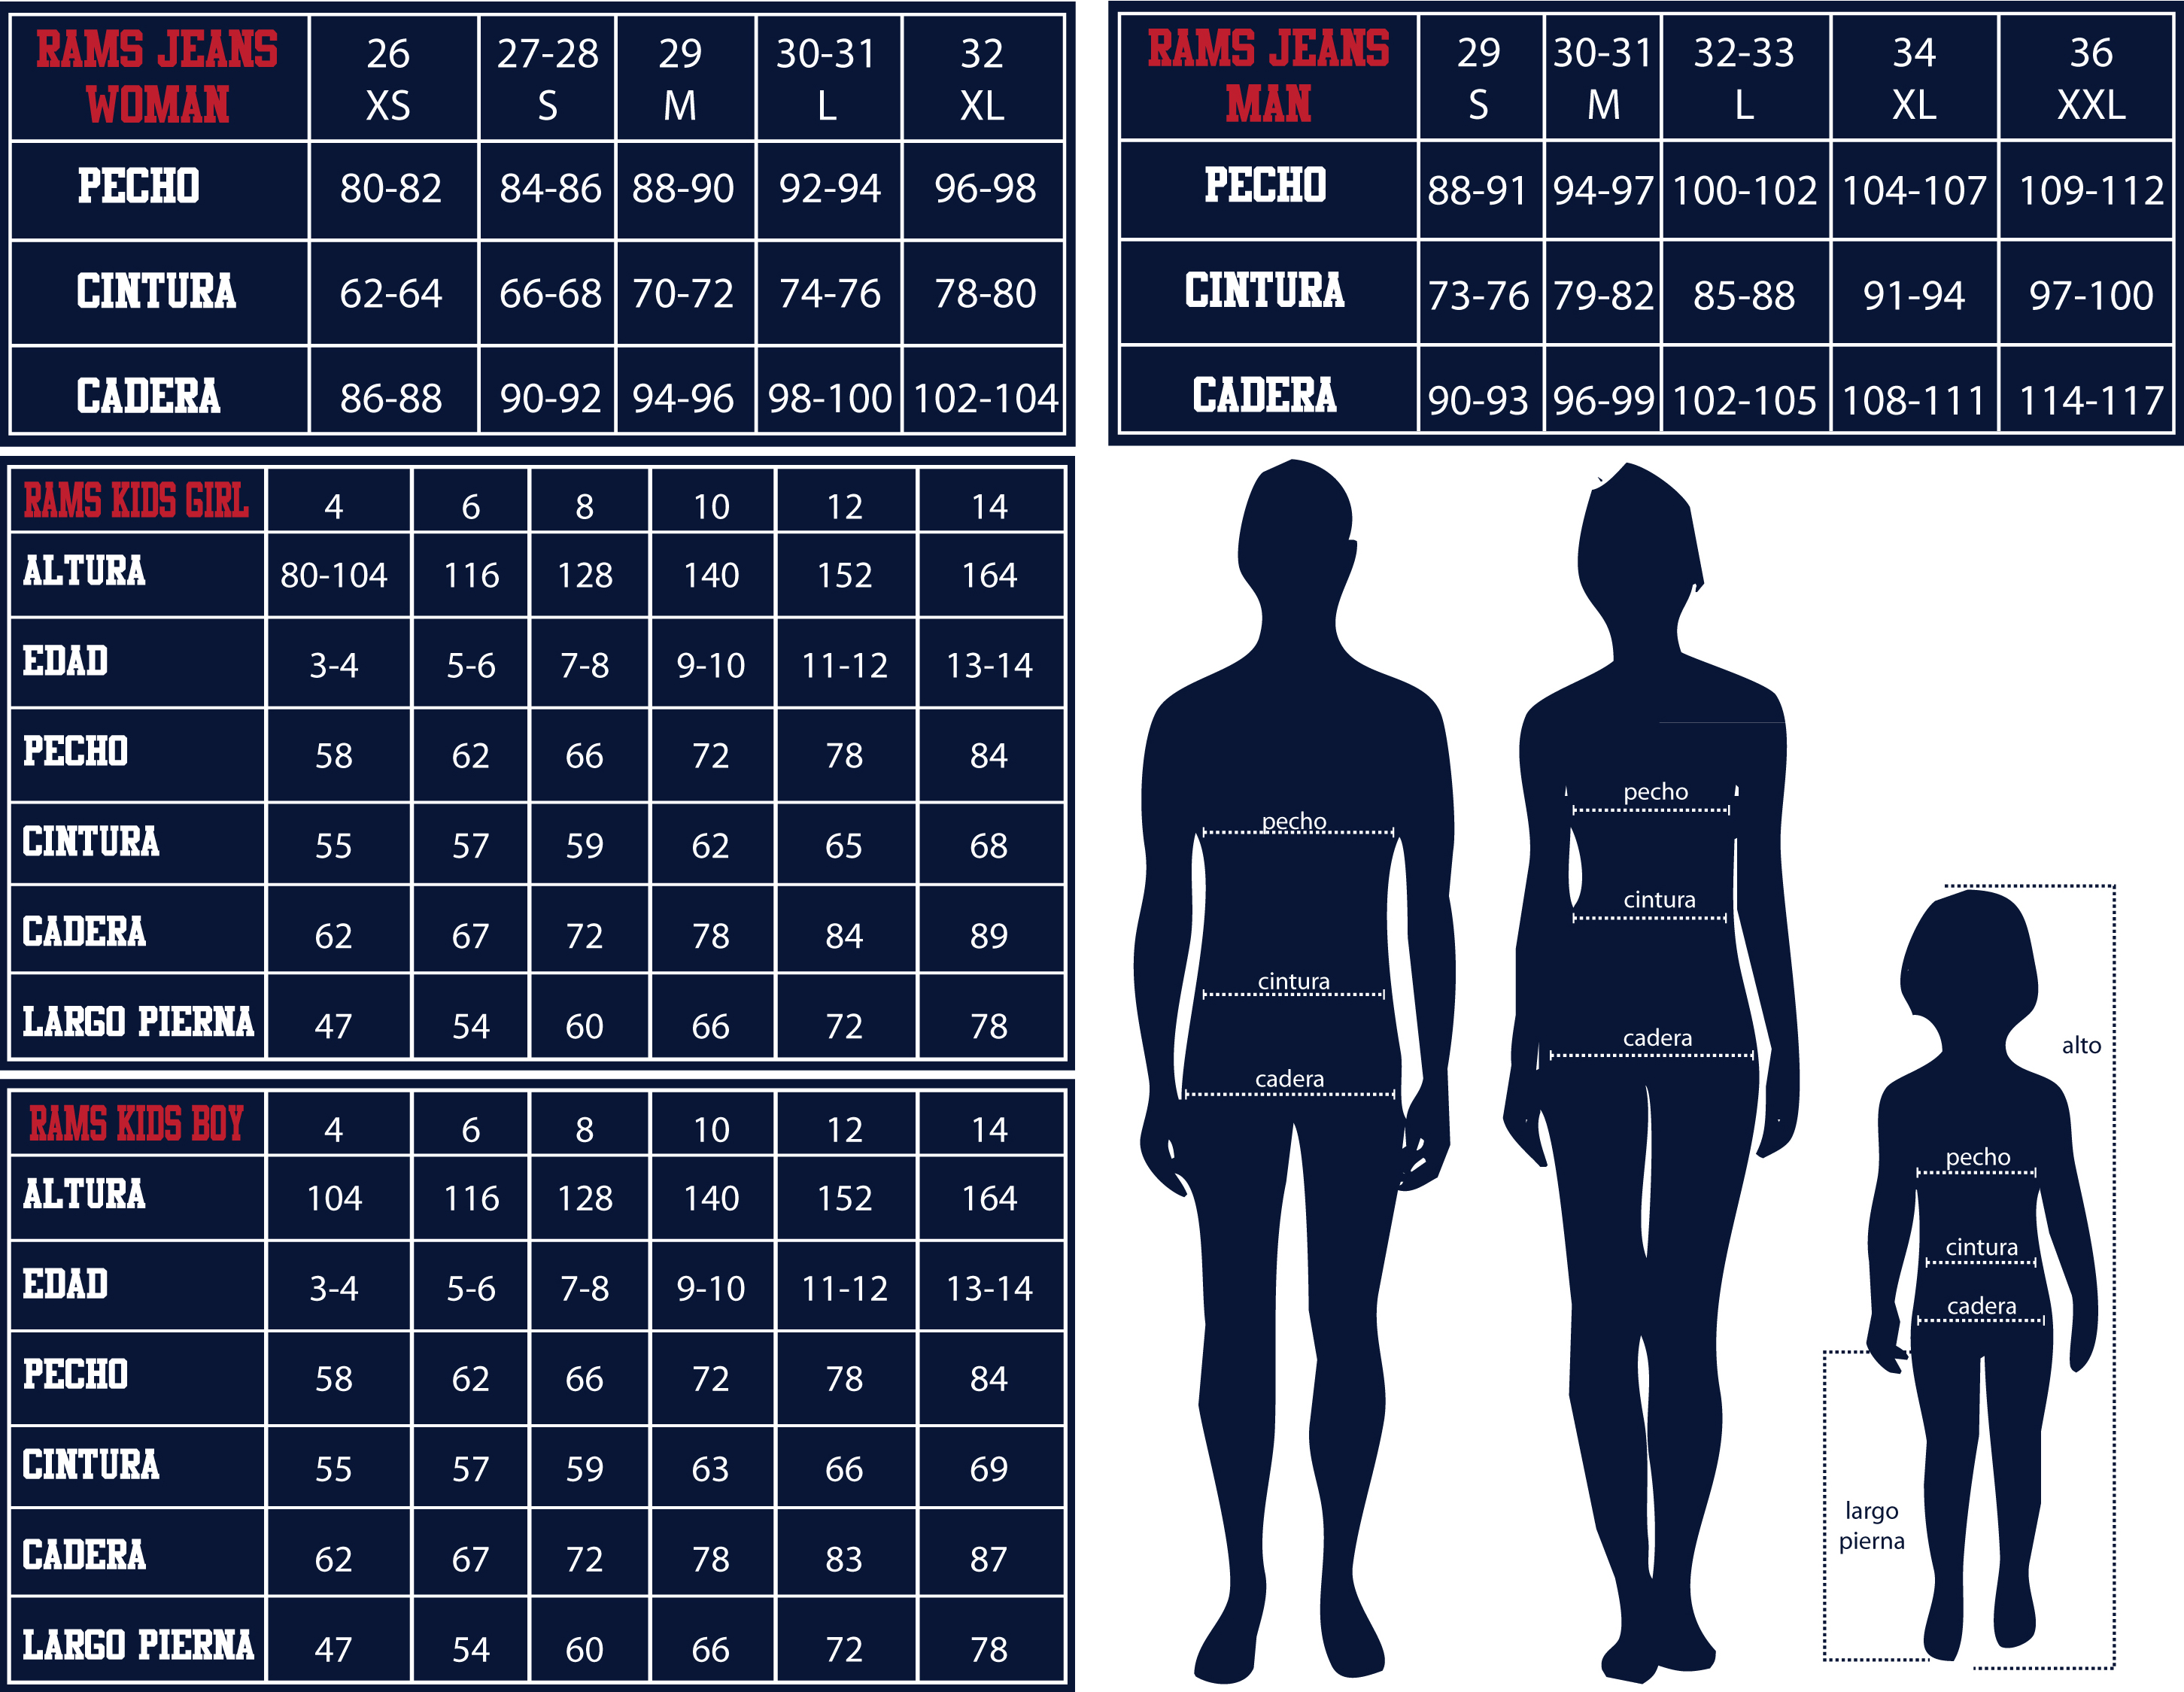 RAMS JEANS WOMAN 26 XS 27-28 S 29 M 30-31 L 32 XL
PECHO 80-82 84-86 88-90 92-94 96-98
CINTURA 62-64 66-68 70-72 74-76 78-80
CADERA 86-88 90-92 94-96 98-100 102-104
RAMS JEANS MAN 29 S 30-31 M 32-33 L 34 XL 36 XXL
PECHO 88-91 94-97 100-102 104-107 109-112
CINTURA 73-76 79-82 85-88 91-94 97-100
CADERA 90-93 96-99 102-105 108-111 114-117
RAMS KIDS GIRL 4 6 8 10 12 14
ALTURA 80-104 116 128 140 152 164
EDAD 3-4 5-6 7-8 9-10 11-12 13-14
PECHO 58 62 66 72 78 84
CINTURA 55 57 59 62 65 68
CADERA 62 67 72 78 84 89
LARGO PIERNA 47 54 60 66 72 78
RAMS KIDS BOY 4 6 8 10 12 14
ALTURA 104 116 128 140 152 164
EDAD 3-4 5-6 7-8 9-10 11-12 13-14
PECHO 58 62 66 72 78 84
CINTURA 55 57 59 63 66 69
CADERA 62 67 72 78 83 87
LARGO PIERNA 47 54 60 66 72 78
pecho
cintura
cadera
pecho
cintura
cadera
alto
pecho
cintura
cadera
largo
pierna